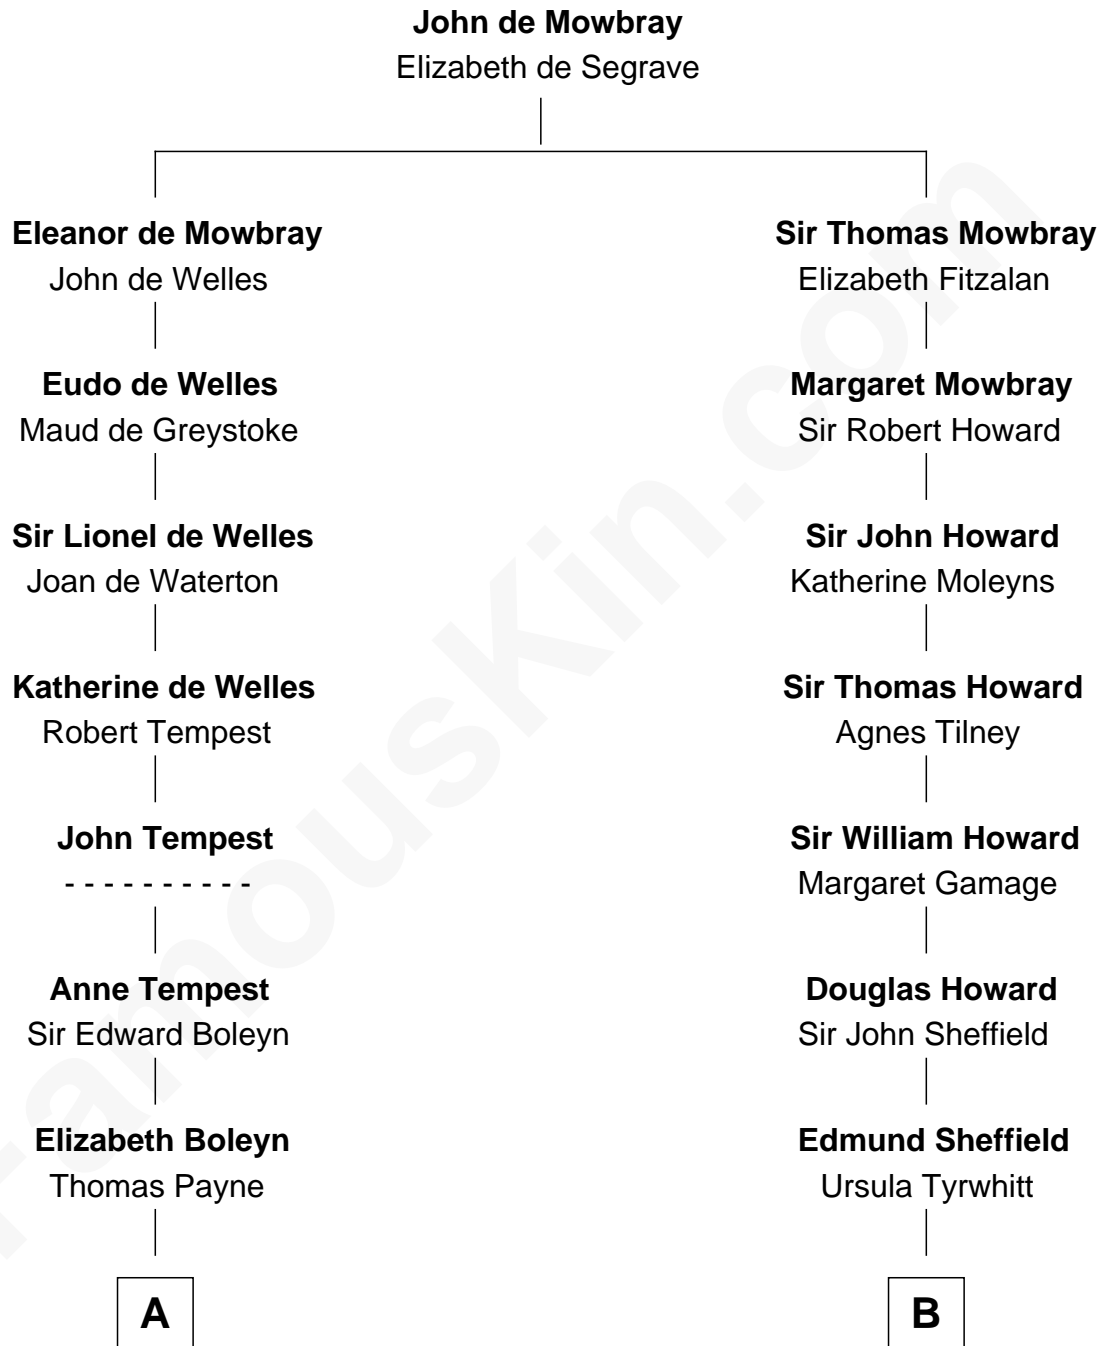 John de Mowbray
Elizabeth de Segrave
Eleanor de Mowbray
John de Welles
Sir Thomas Mowbray
Elizabeth Fitzalan
Eudo de Welles
Maud de Greystoke
Margaret Mowbray
Sir Robert Howard
Sir Lionel de Welles
Joan de Waterton
Sir John Howard
Katherine Moleyns
Katherine de Welles
Robert Tempest
Sir Thomas Howard
Agnes Tilney
John Tempest
- - - - - - - - - -
Sir William Howard
Margaret Gamage
Anne Tempest
Sir Edward Boleyn
Douglas Howard
Sir John Sheffield
Elizabeth Boleyn
Thomas Payne
Edmund Sheffield
Ursula Tyrwhitt
A
B
FamousKin.com